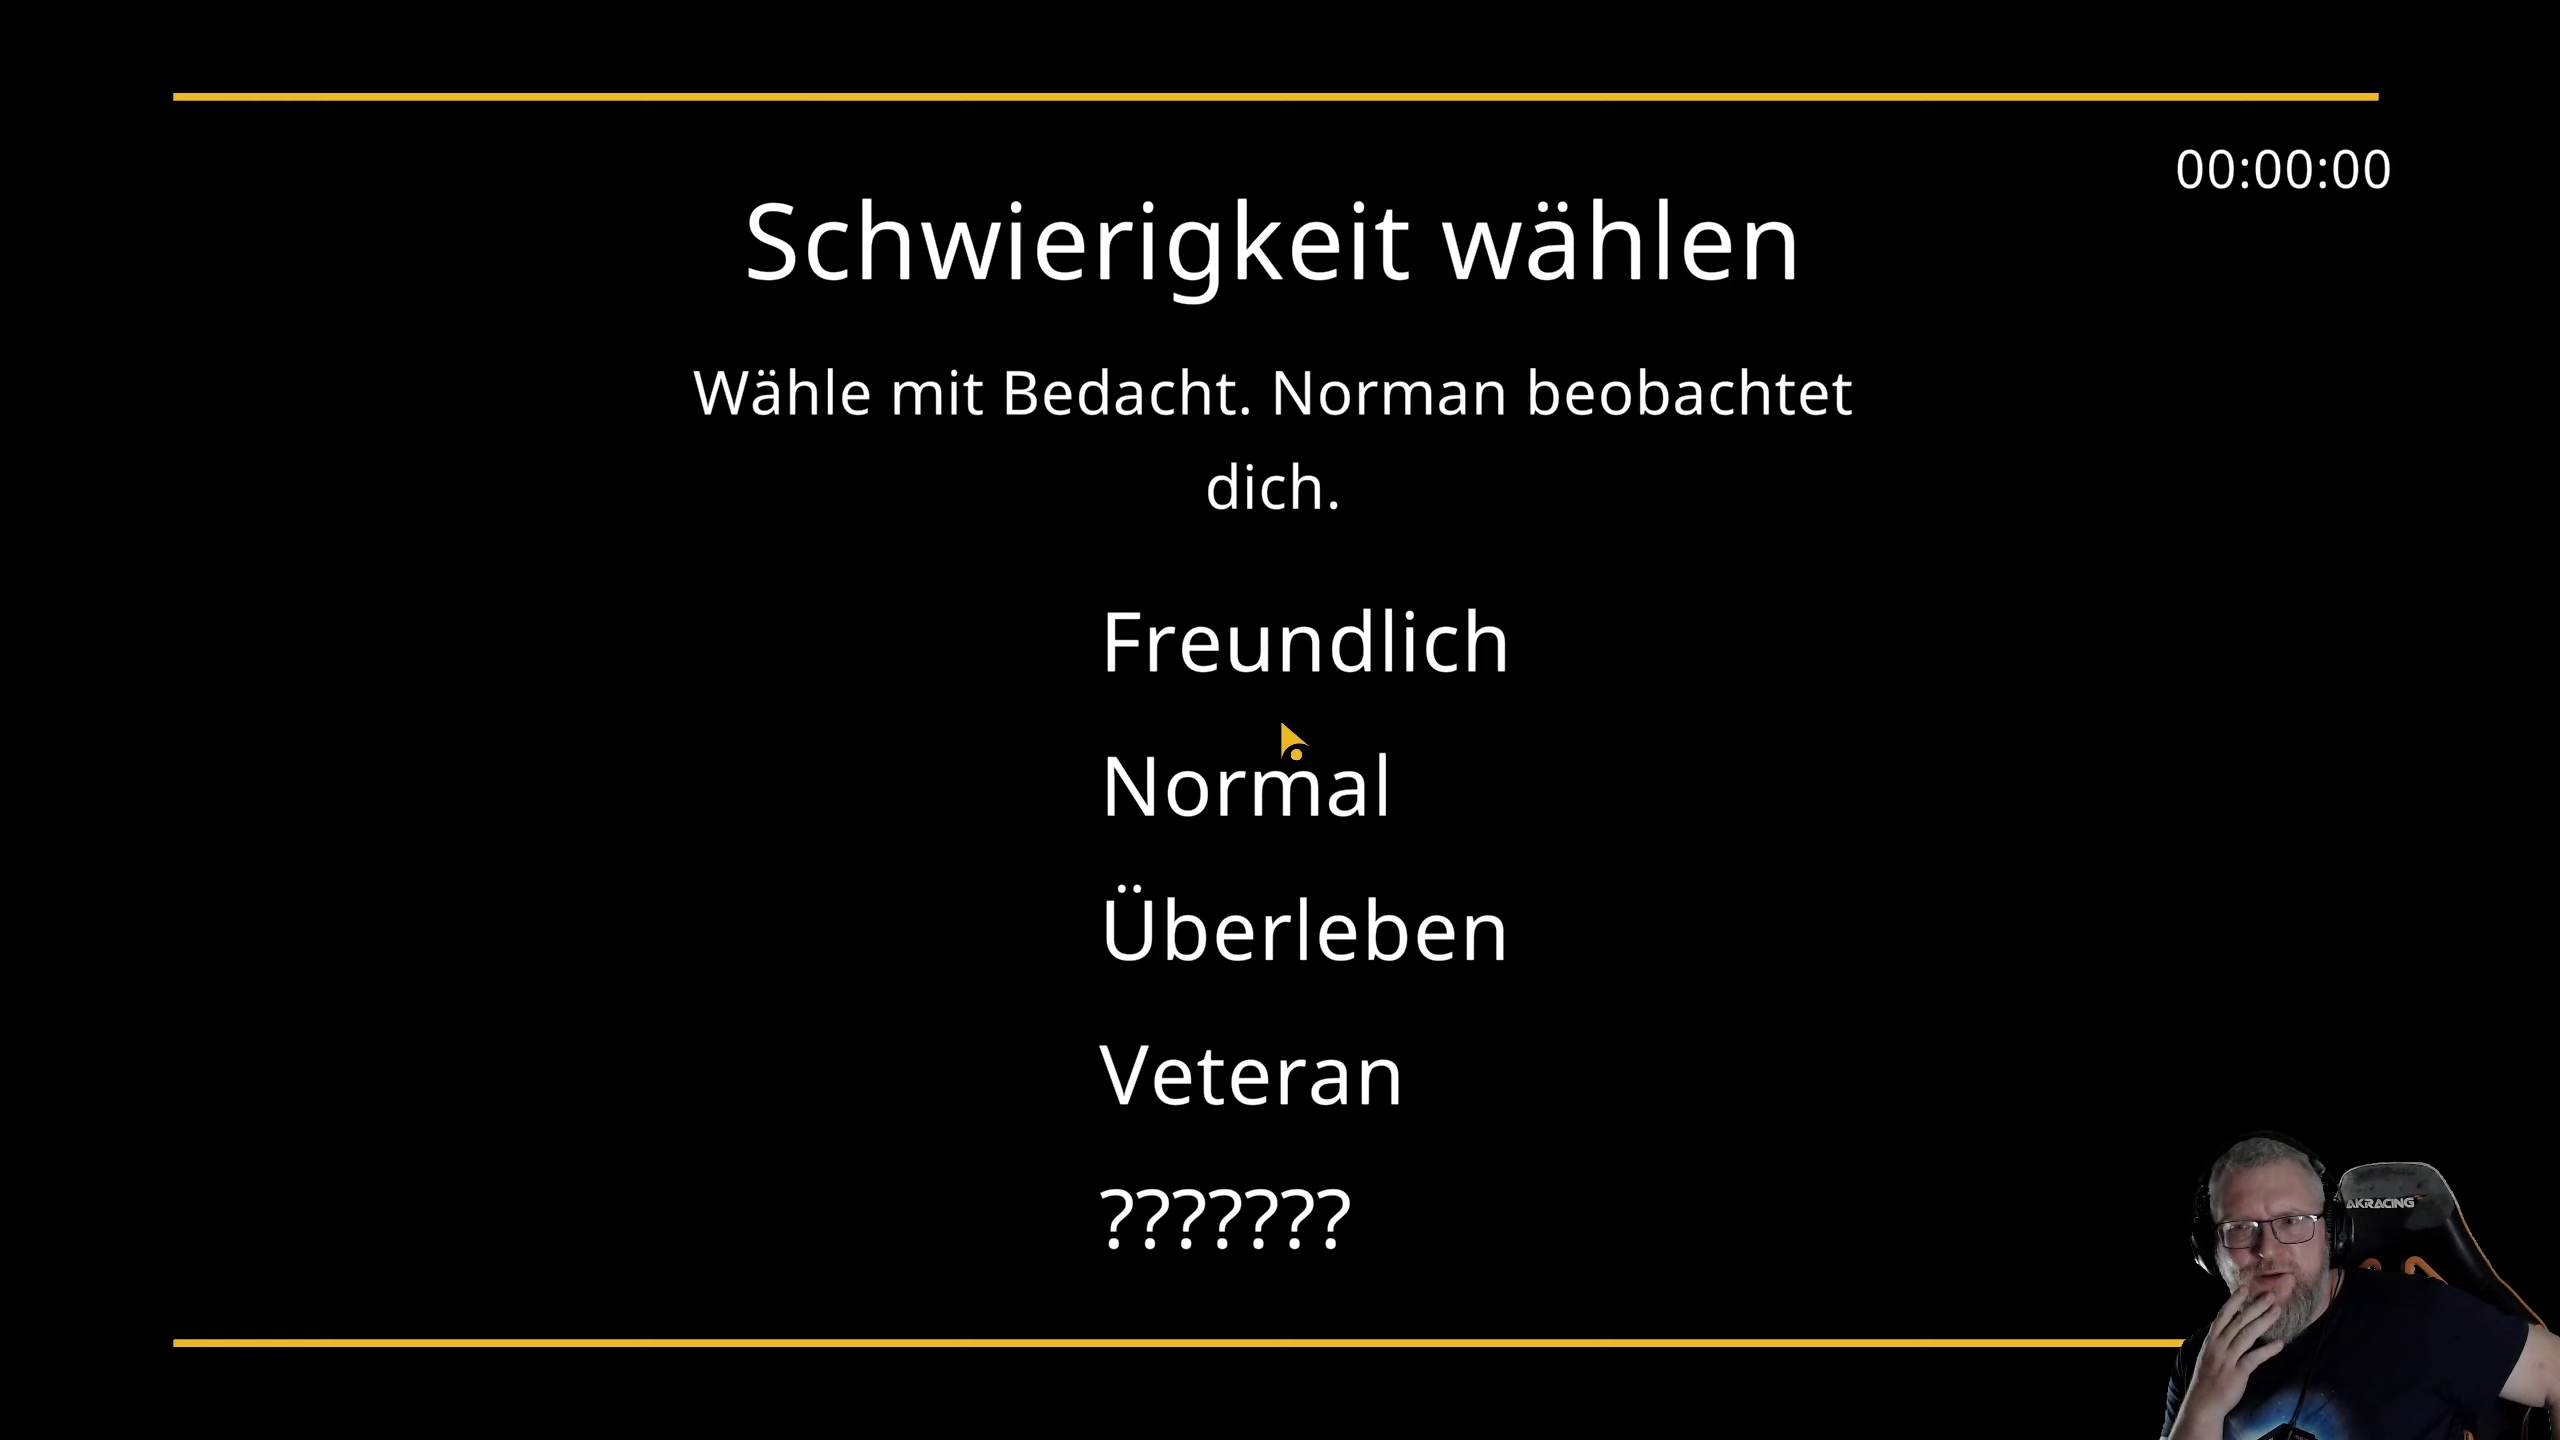 00:00:00
Schwierigkeit wählen
Wähle mit Bedacht. Norman beobachtet
dich.
Freundlich
Normal
Überleben
Veteran
???????
AKRACING